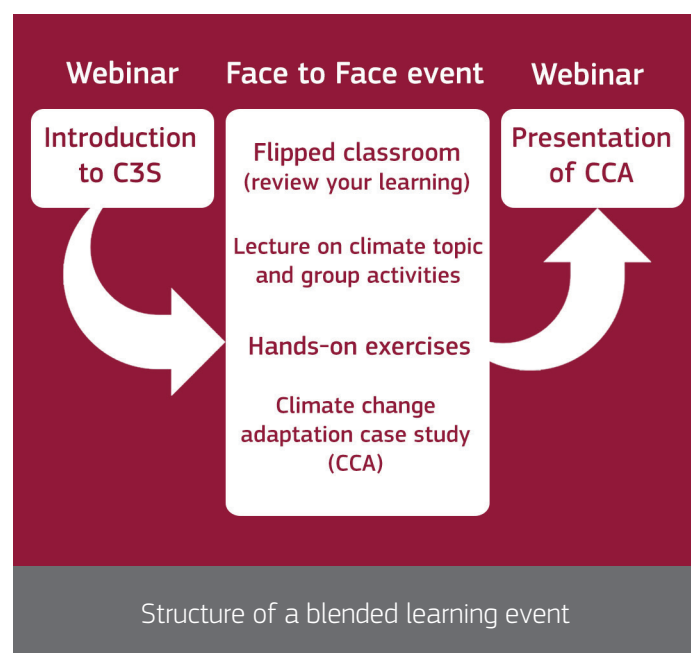 Webinar
Introduction
to C3S
Face to Face event
Flipped classroom
(review your learning)
Lecture on climate topic
and group activities
Hands-on exercises
Climate change
adaptation case study
(CCA)
Webinar
Presentation
of CCA
Structure of a blended learning event